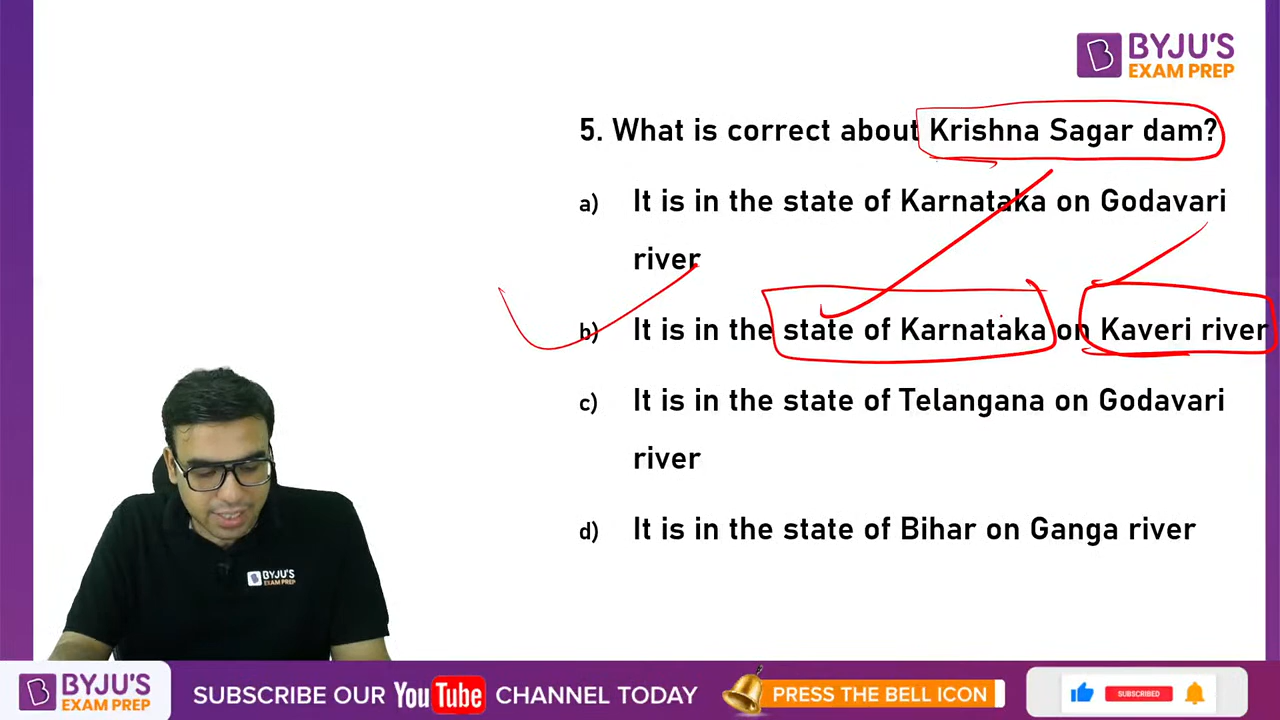 BYJU'S
EXAM PREP
5. What is correct about Krishna Sagar dam?
a) It is in the state of Karnataka on Godavari
river
b) It is in the state of Karnataka on Kaveri river
c) It is in the state of Telangana on Godavari
river
d) It is in the state of Bihar on Ganga river
BYJU'S
EXAM PREP
BYJU'S
EXAM PREP
SUBSCRIBE OUR YouTube CHANNEL TODAY
PRESS THE BELL ICON
SUBSCRIBED